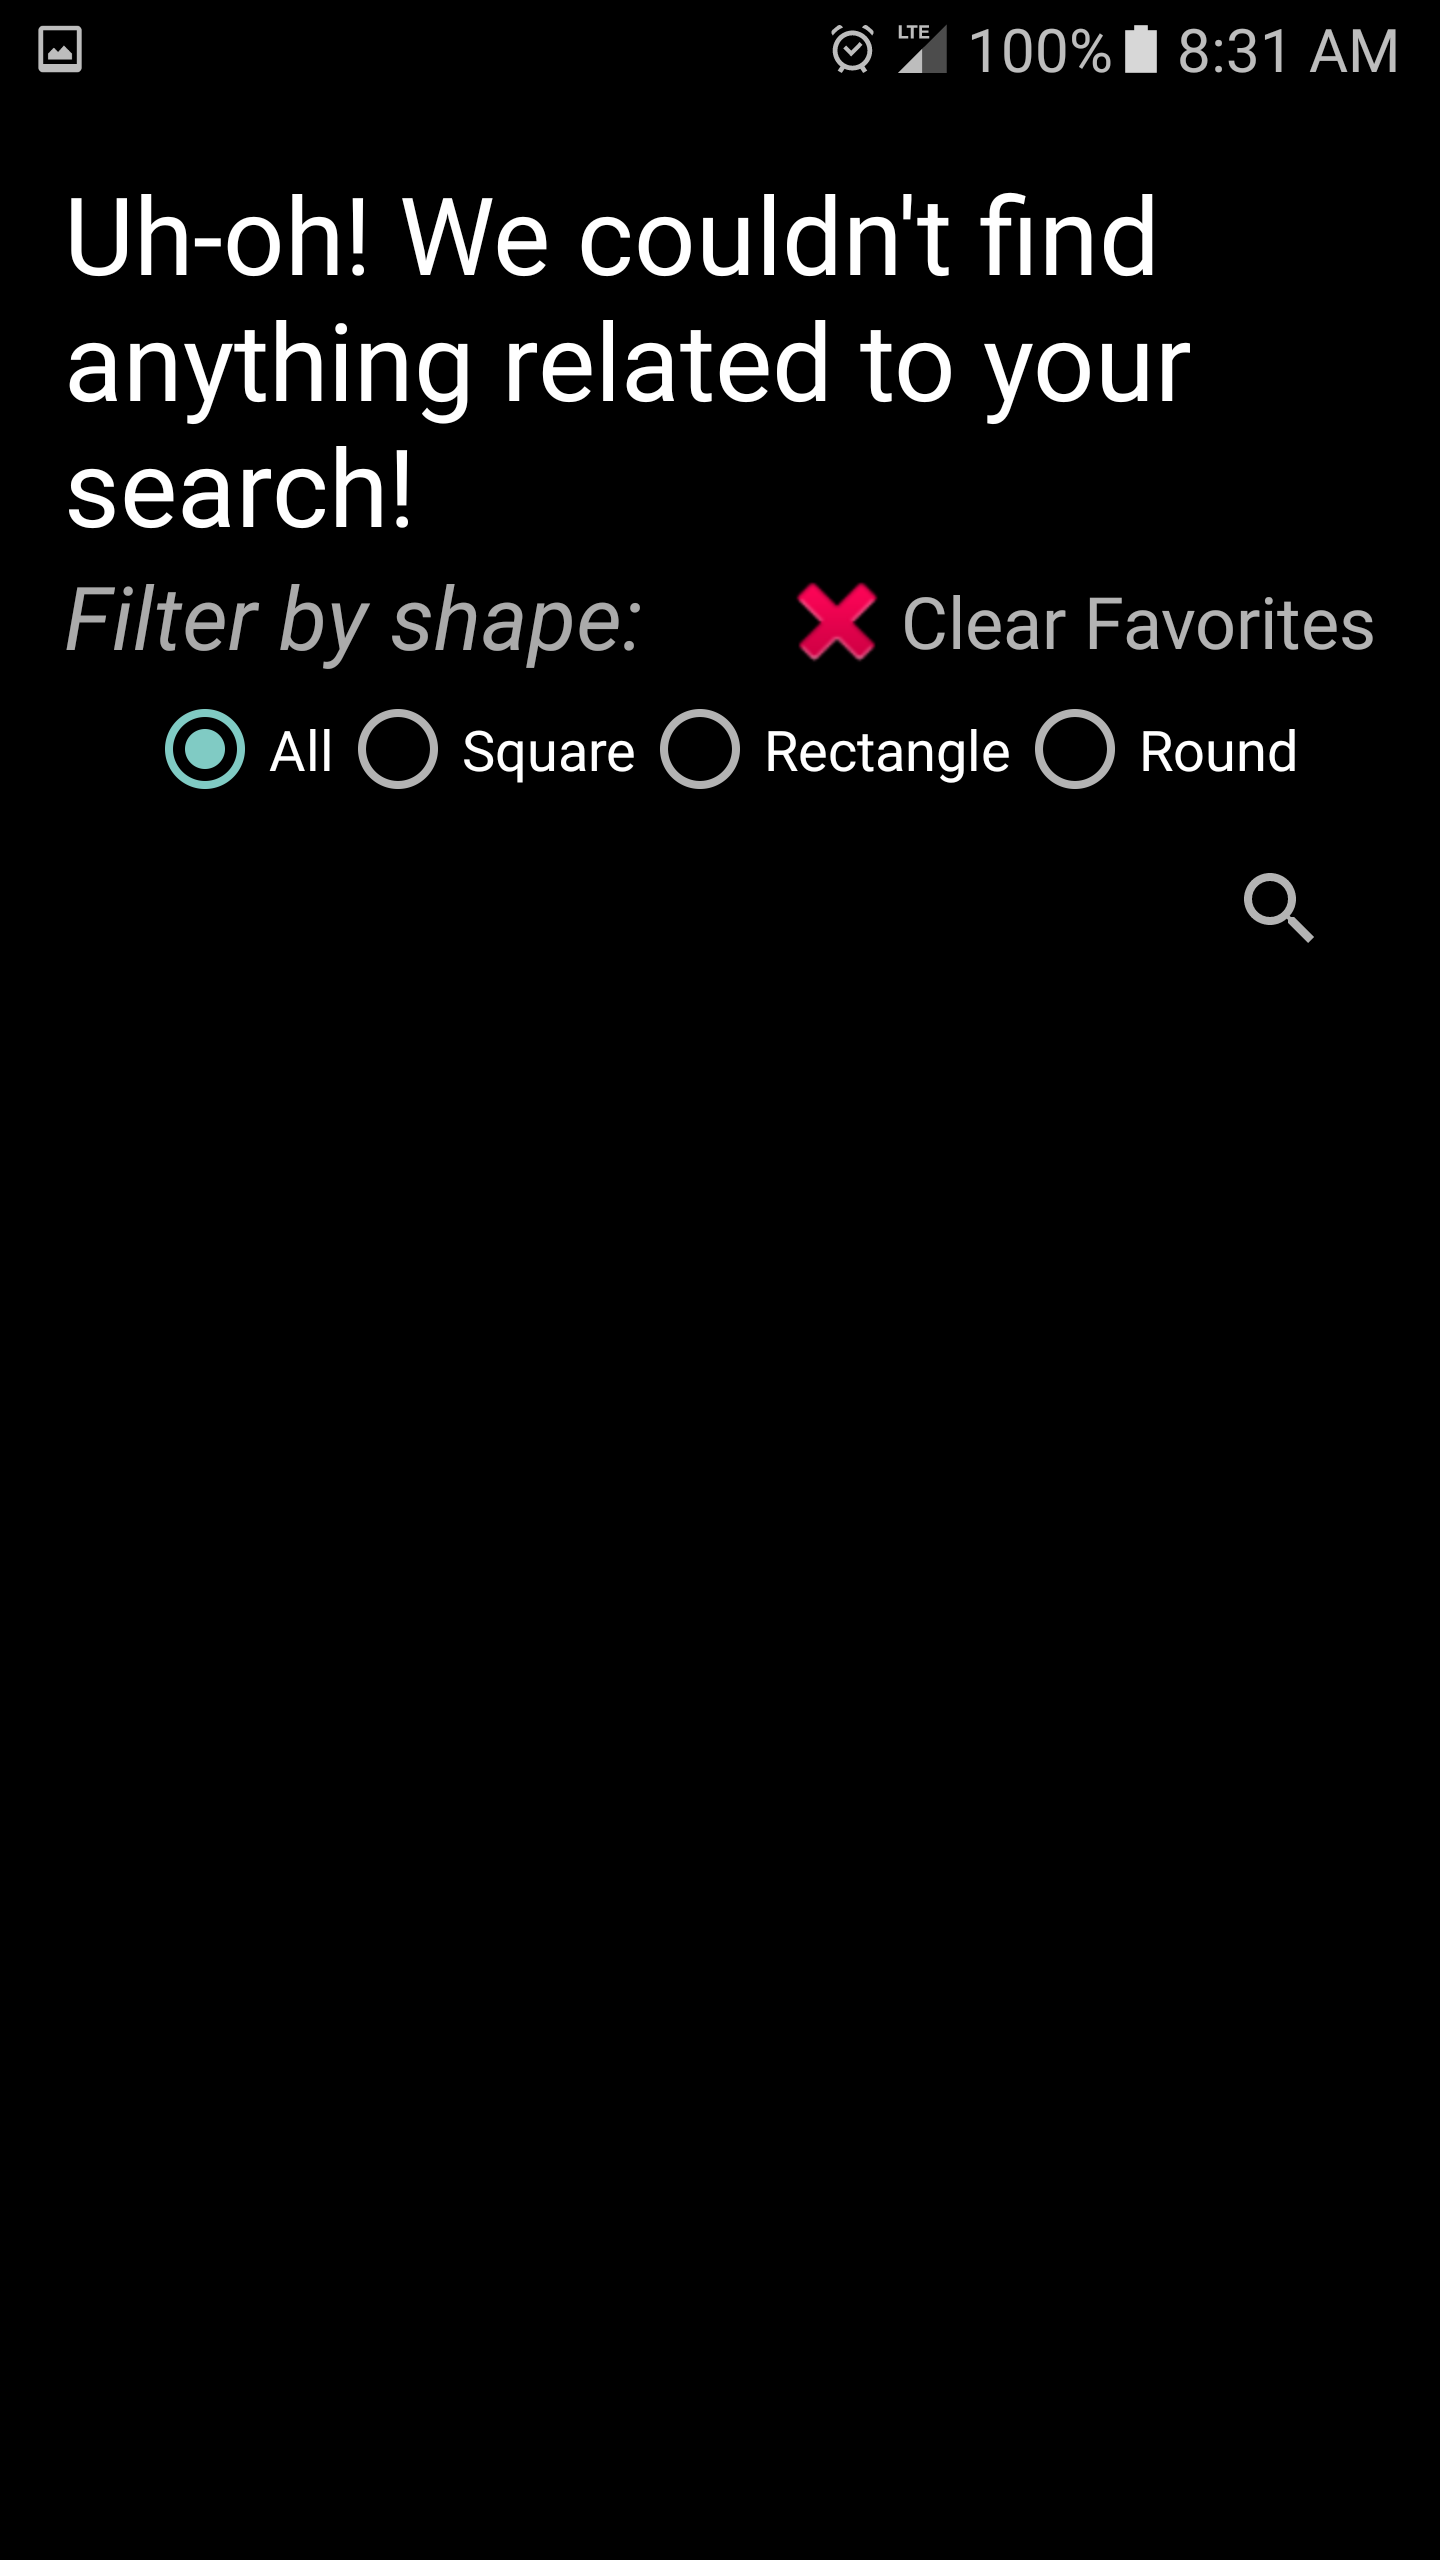 LTE 100% 8:31 AM
Uh-oh! We couldn't find
anything related to your
search!
Filter by shape: Clear Favorites
All Square Rectangle Round